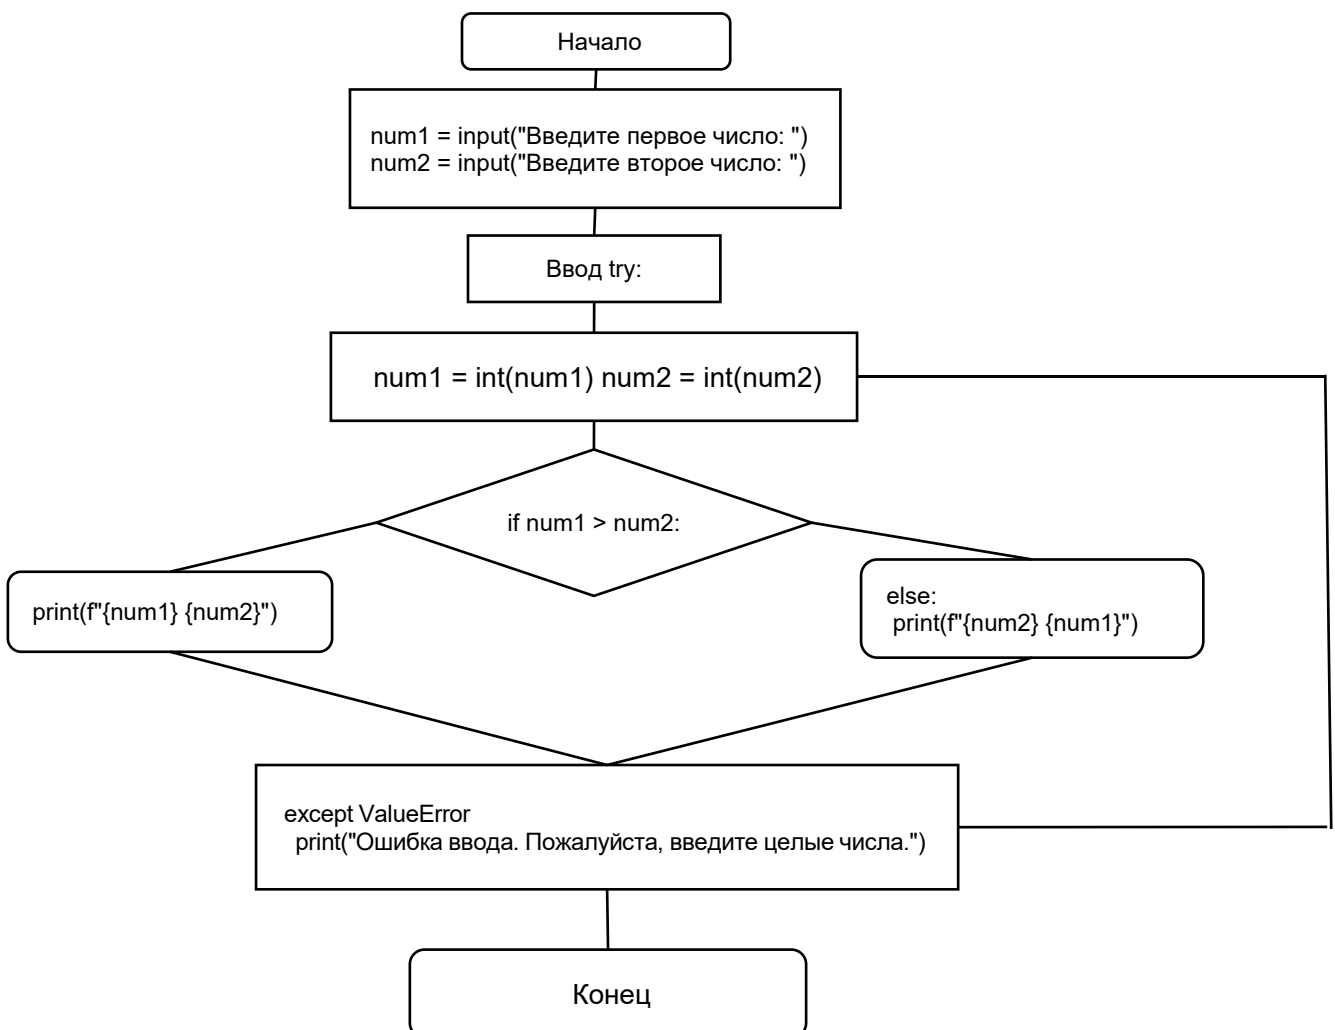 Начало
num1 = input("Введите первое число: ")
num2 = input("Введите второе число: ")
Ввод try:
num1 = int(num1) num2 = int(num2)
if num1 > num2:
print(f"{num1} {num2}")
else:
print(f"{num2} {num1}")
except ValueError
print("Ошибка ввода. Пожалуйста, введите целые числа.")
Конец